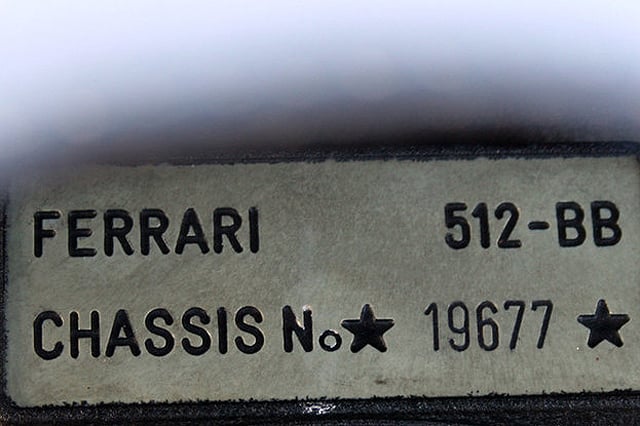 FERRARI 512-BB
CHASSIS No★ 19677 ★